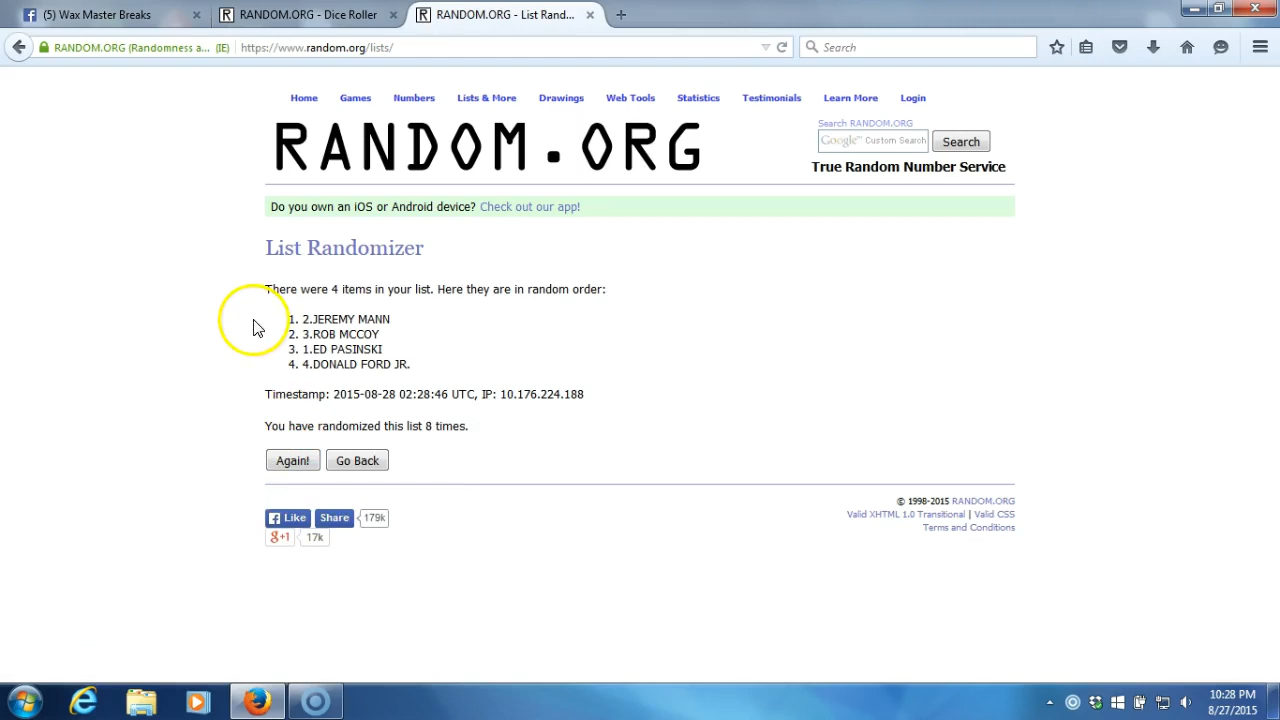 (5) Wax Master Breaks
RANDOM.ORG - Dice Roller
RANDOM.ORG - List Rand...
RANDOM.ORG (Randomness a... (IE)
https://www.random.org/lists/
Search
Home Games Numbers Lists & More Drawings Web Tools Statistics Testimonials Learn More Login
RANDOM.ORG
Search RANDOM.ORG
Google™ Custom Search
Search
True Random Number Service
Do you own an iOS or Android device? Check out our app!
List Randomizer
There were 4 items in your list. Here they are in random order:
1. 2.JEREMY MANN
2. 3.ROB MCCOY
3. 1.ED PASINSKI
4. 4.DONALD FORD JR.
Timestamp: 2015-08-28 02:28:46 UTC, IP: 10.176.224.188
You have randomized this list 8 times.
Again! Go Back
© 1998-2015 RANDOM.ORG
Valid XHTML 1.0 Transitional | Valid CSS
Terms and Conditions
Like Share 179k
g+1 17k
10:28 PM
8/27/2015